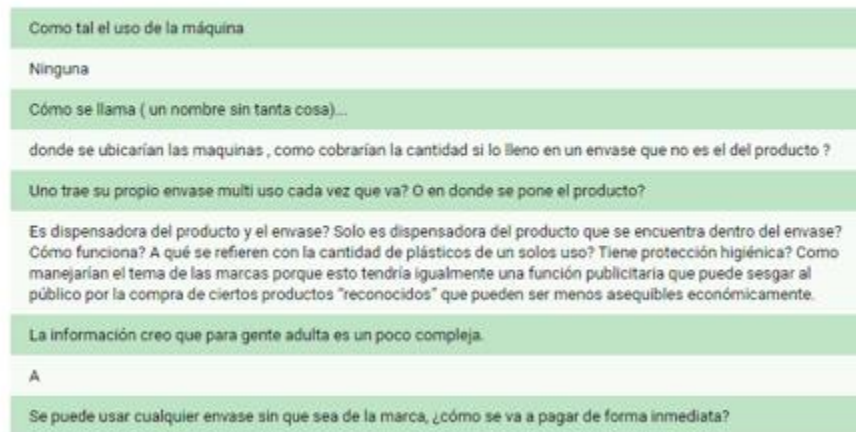 Como tal el uso de la máquina
Ninguna
Cómo se llama ( un nombre sin tanta cosa)...
donde se ubicarían las maquinas , como cobrarían la cantidad si lo lleno en un envase que no es el del producto ?
Uno trae su propio envase multi uso cada vez que va? O en donde se pone el producto?
Es dispensadora del producto y el envase? Solo es dispensadora del producto que se encuentra dentro del envase?
Cómo funciona? A qué se refieren con la cantidad de plásticos de un solos uso? Tiene protección higiénica? Como
manejarían el tema de las marcas porque esto tendría igualmente una función publicitaria que puede sesgar al
público por la compra de ciertos productos "reconocidos" que pueden ser menos asequibles económicamente.
La información creo que para gente adulta es un poco compleja.
A
Se puede usar cualquier envase sin que sea de la marca, ¿cómo se va a pagar de forma inmediata?